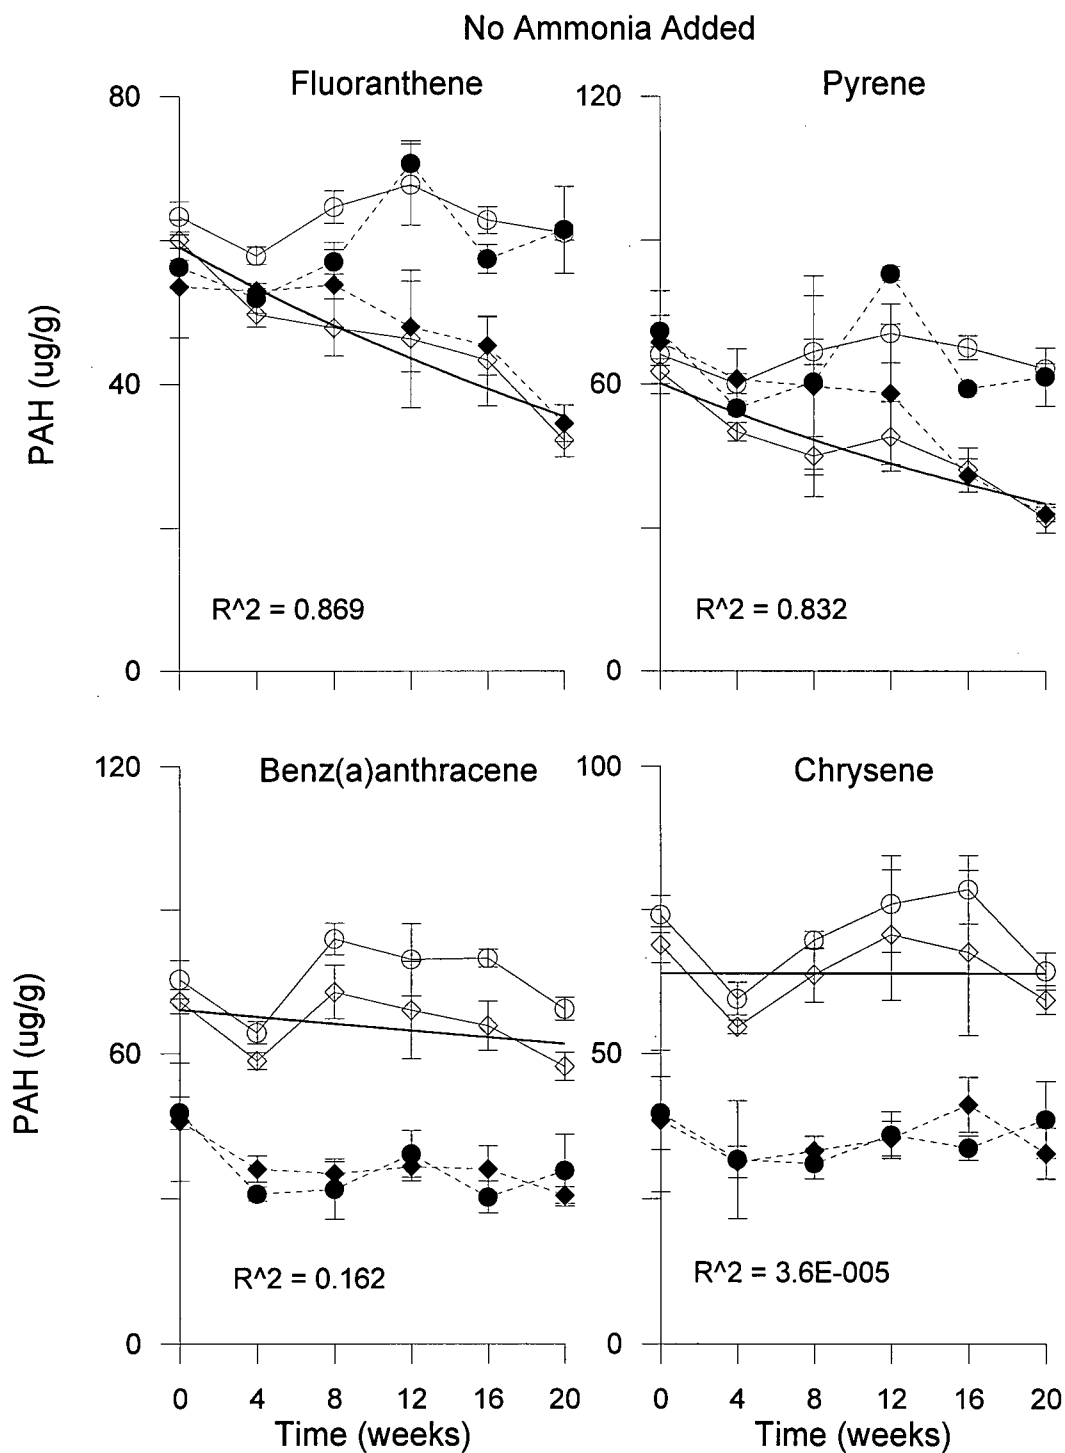 No Ammonia Added
Fluoranthene
Pyrene
80
40
0
120
60
0
PAH (ug/g)
R^2 = 0.869
R^2 = 0.832
Benz(a)anthracene
Chrysene
120
60
0
100
50
0
PAH (ug/g)
R^2 = 0.162
R^2 = 3.6E-005
0 4 8 12 16 20
0 4 8 12 16 20
Time (weeks)
Time (weeks)